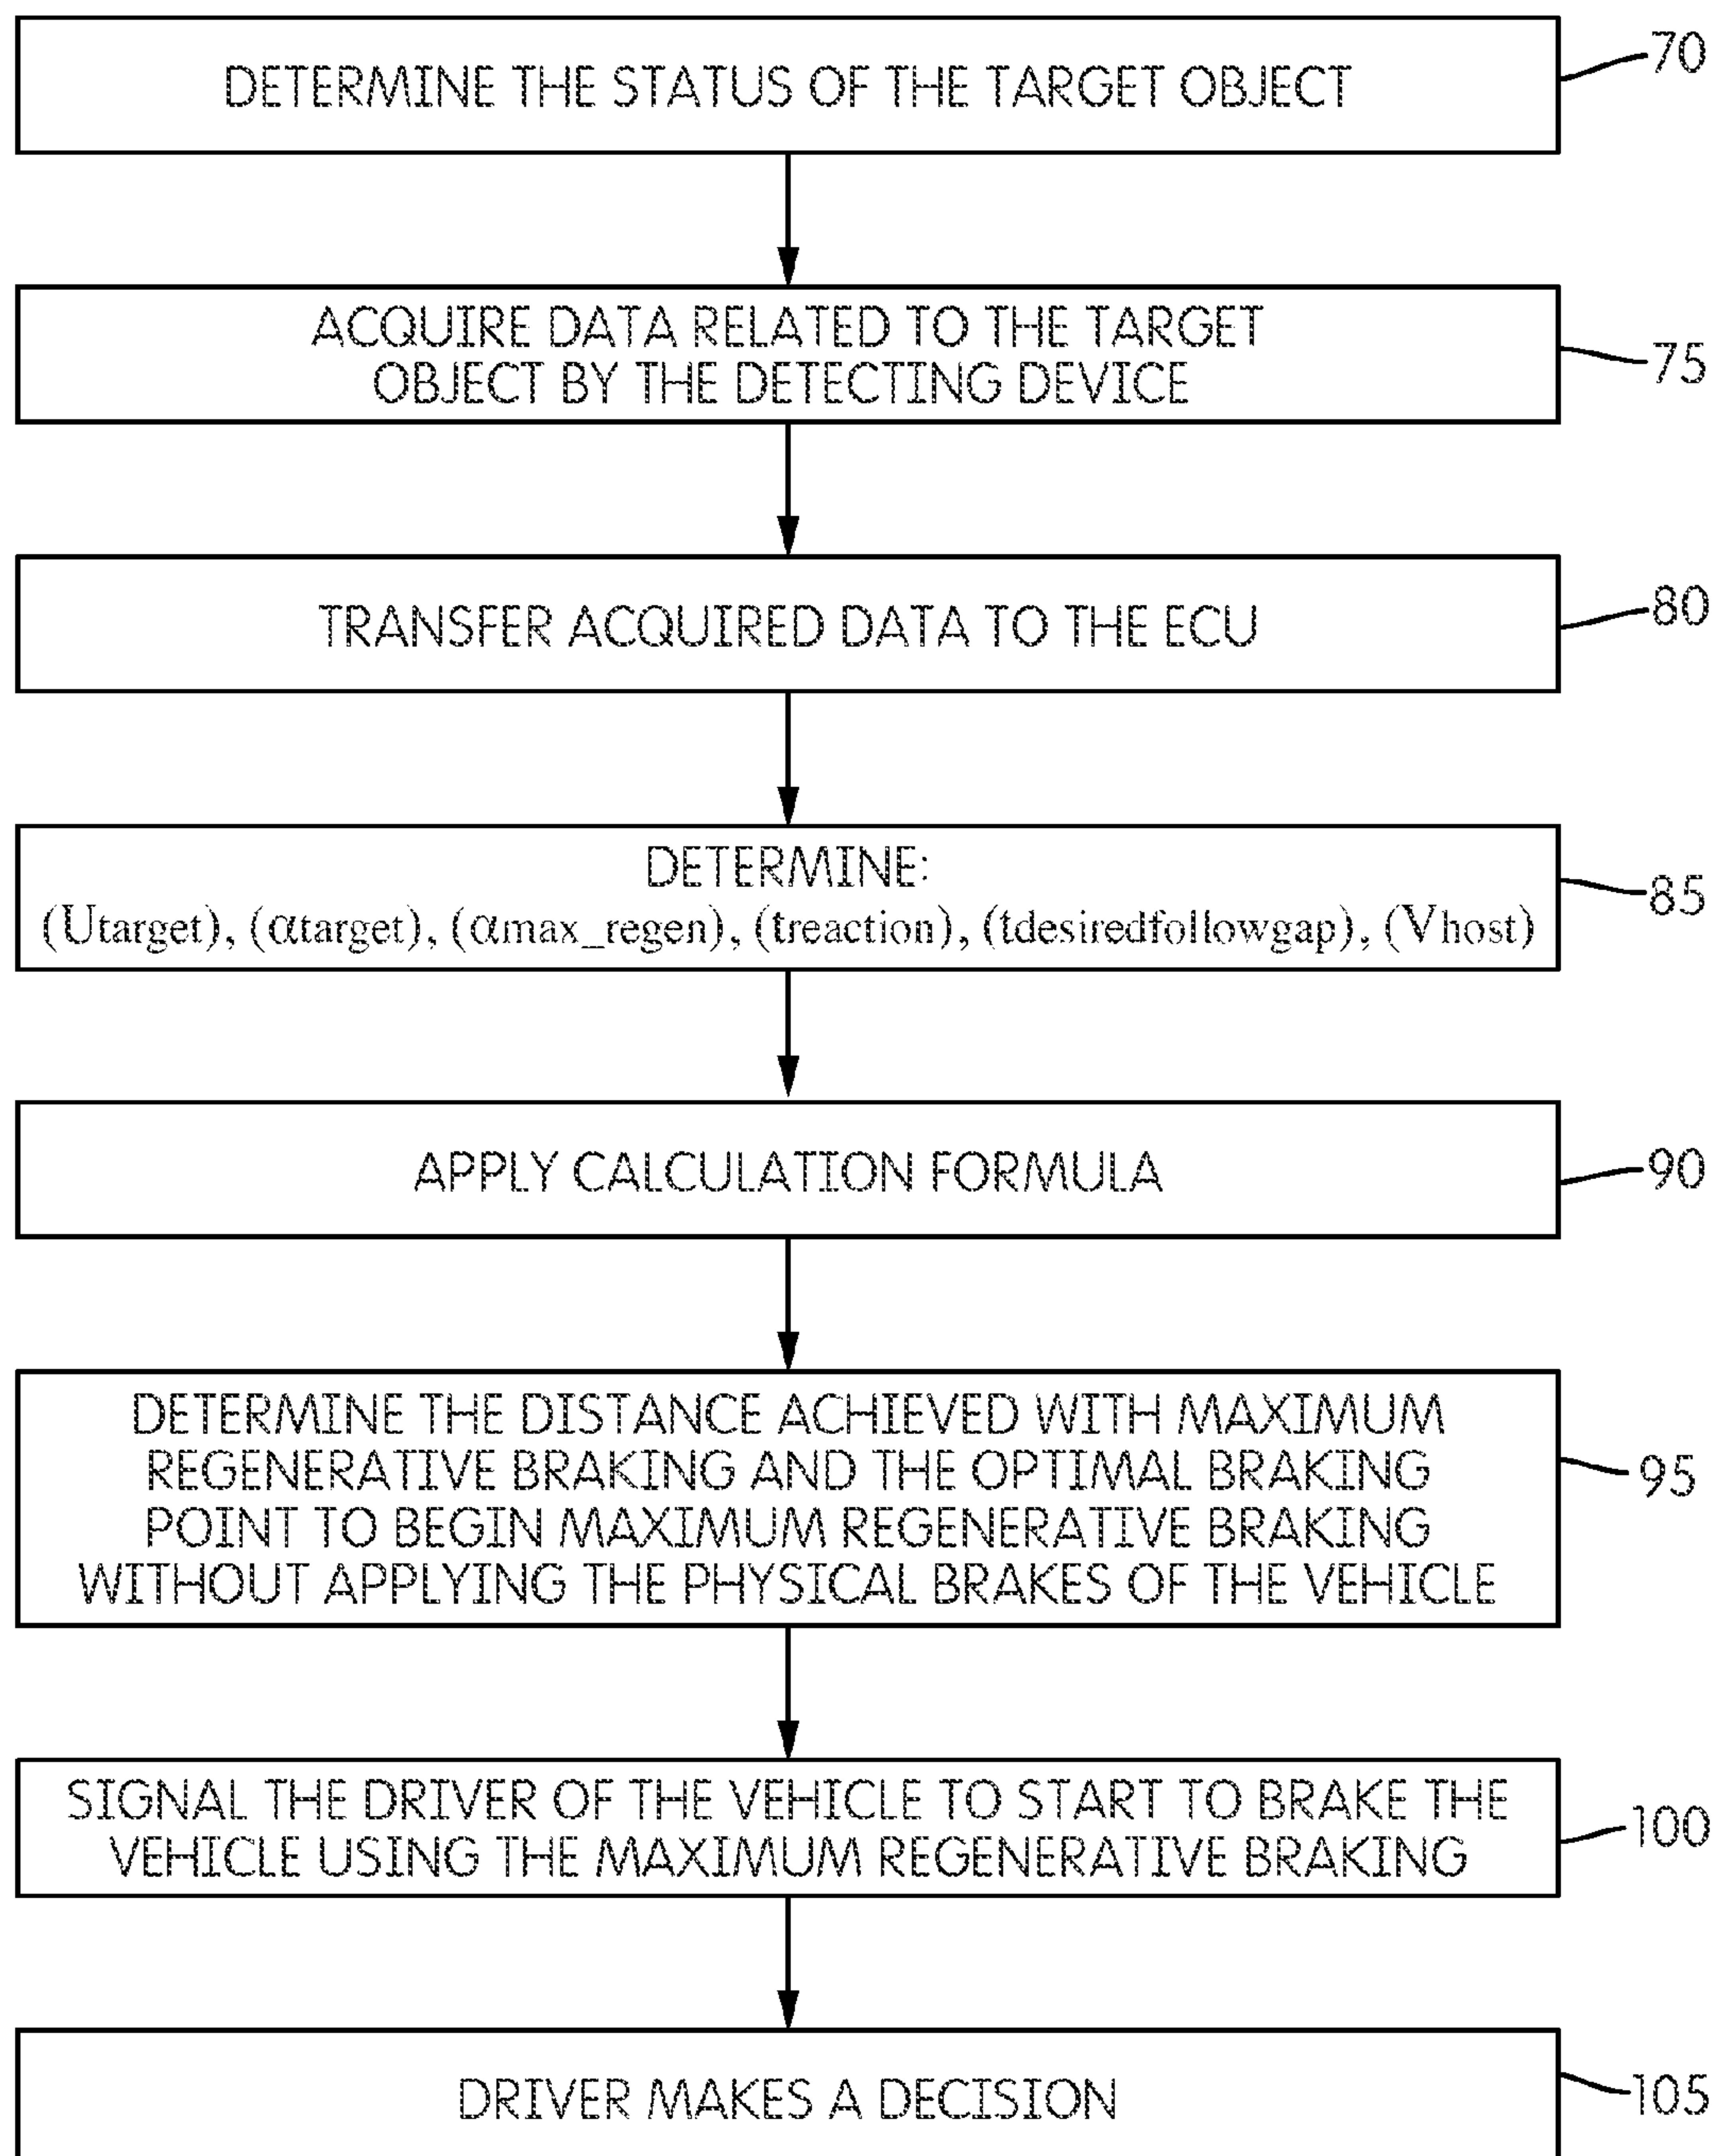 DETERMINE THE STATUS OF THE TARGET OBJECT
70
ACQUIRE DATA RELATED TO THE TARGET
OBJECT BY THE DETECTING DEVICE
75
TRANSFER ACQUIRED DATA TO THE ECU
80
DETERMINE:
(Utarget), (αtarget), (αmax_regen), (treaction), (tdesiredfollowgap), (Vhost)
85
APPLY CALCULATION FORMULA
90
DETERMINE THE DISTANCE ACHIEVED WITH MAXIMUM
REGENERATIVE BRAKING AND THE OPTIMAL BRAKING
POINT TO BEGIN MAXIMUM REGENERATIVE BRAKING
WITHOUT APPLYING THE PHYSICAL BRAKES OF THE VEHICLE
95
SIGNAL THE DRIVER OF THE VEHICLE TO START TO BRAKE THE
VEHICLE USING THE MAXIMUM REGENERATIVE BRAKING
100
DRIVER MAKES A DECISION
105